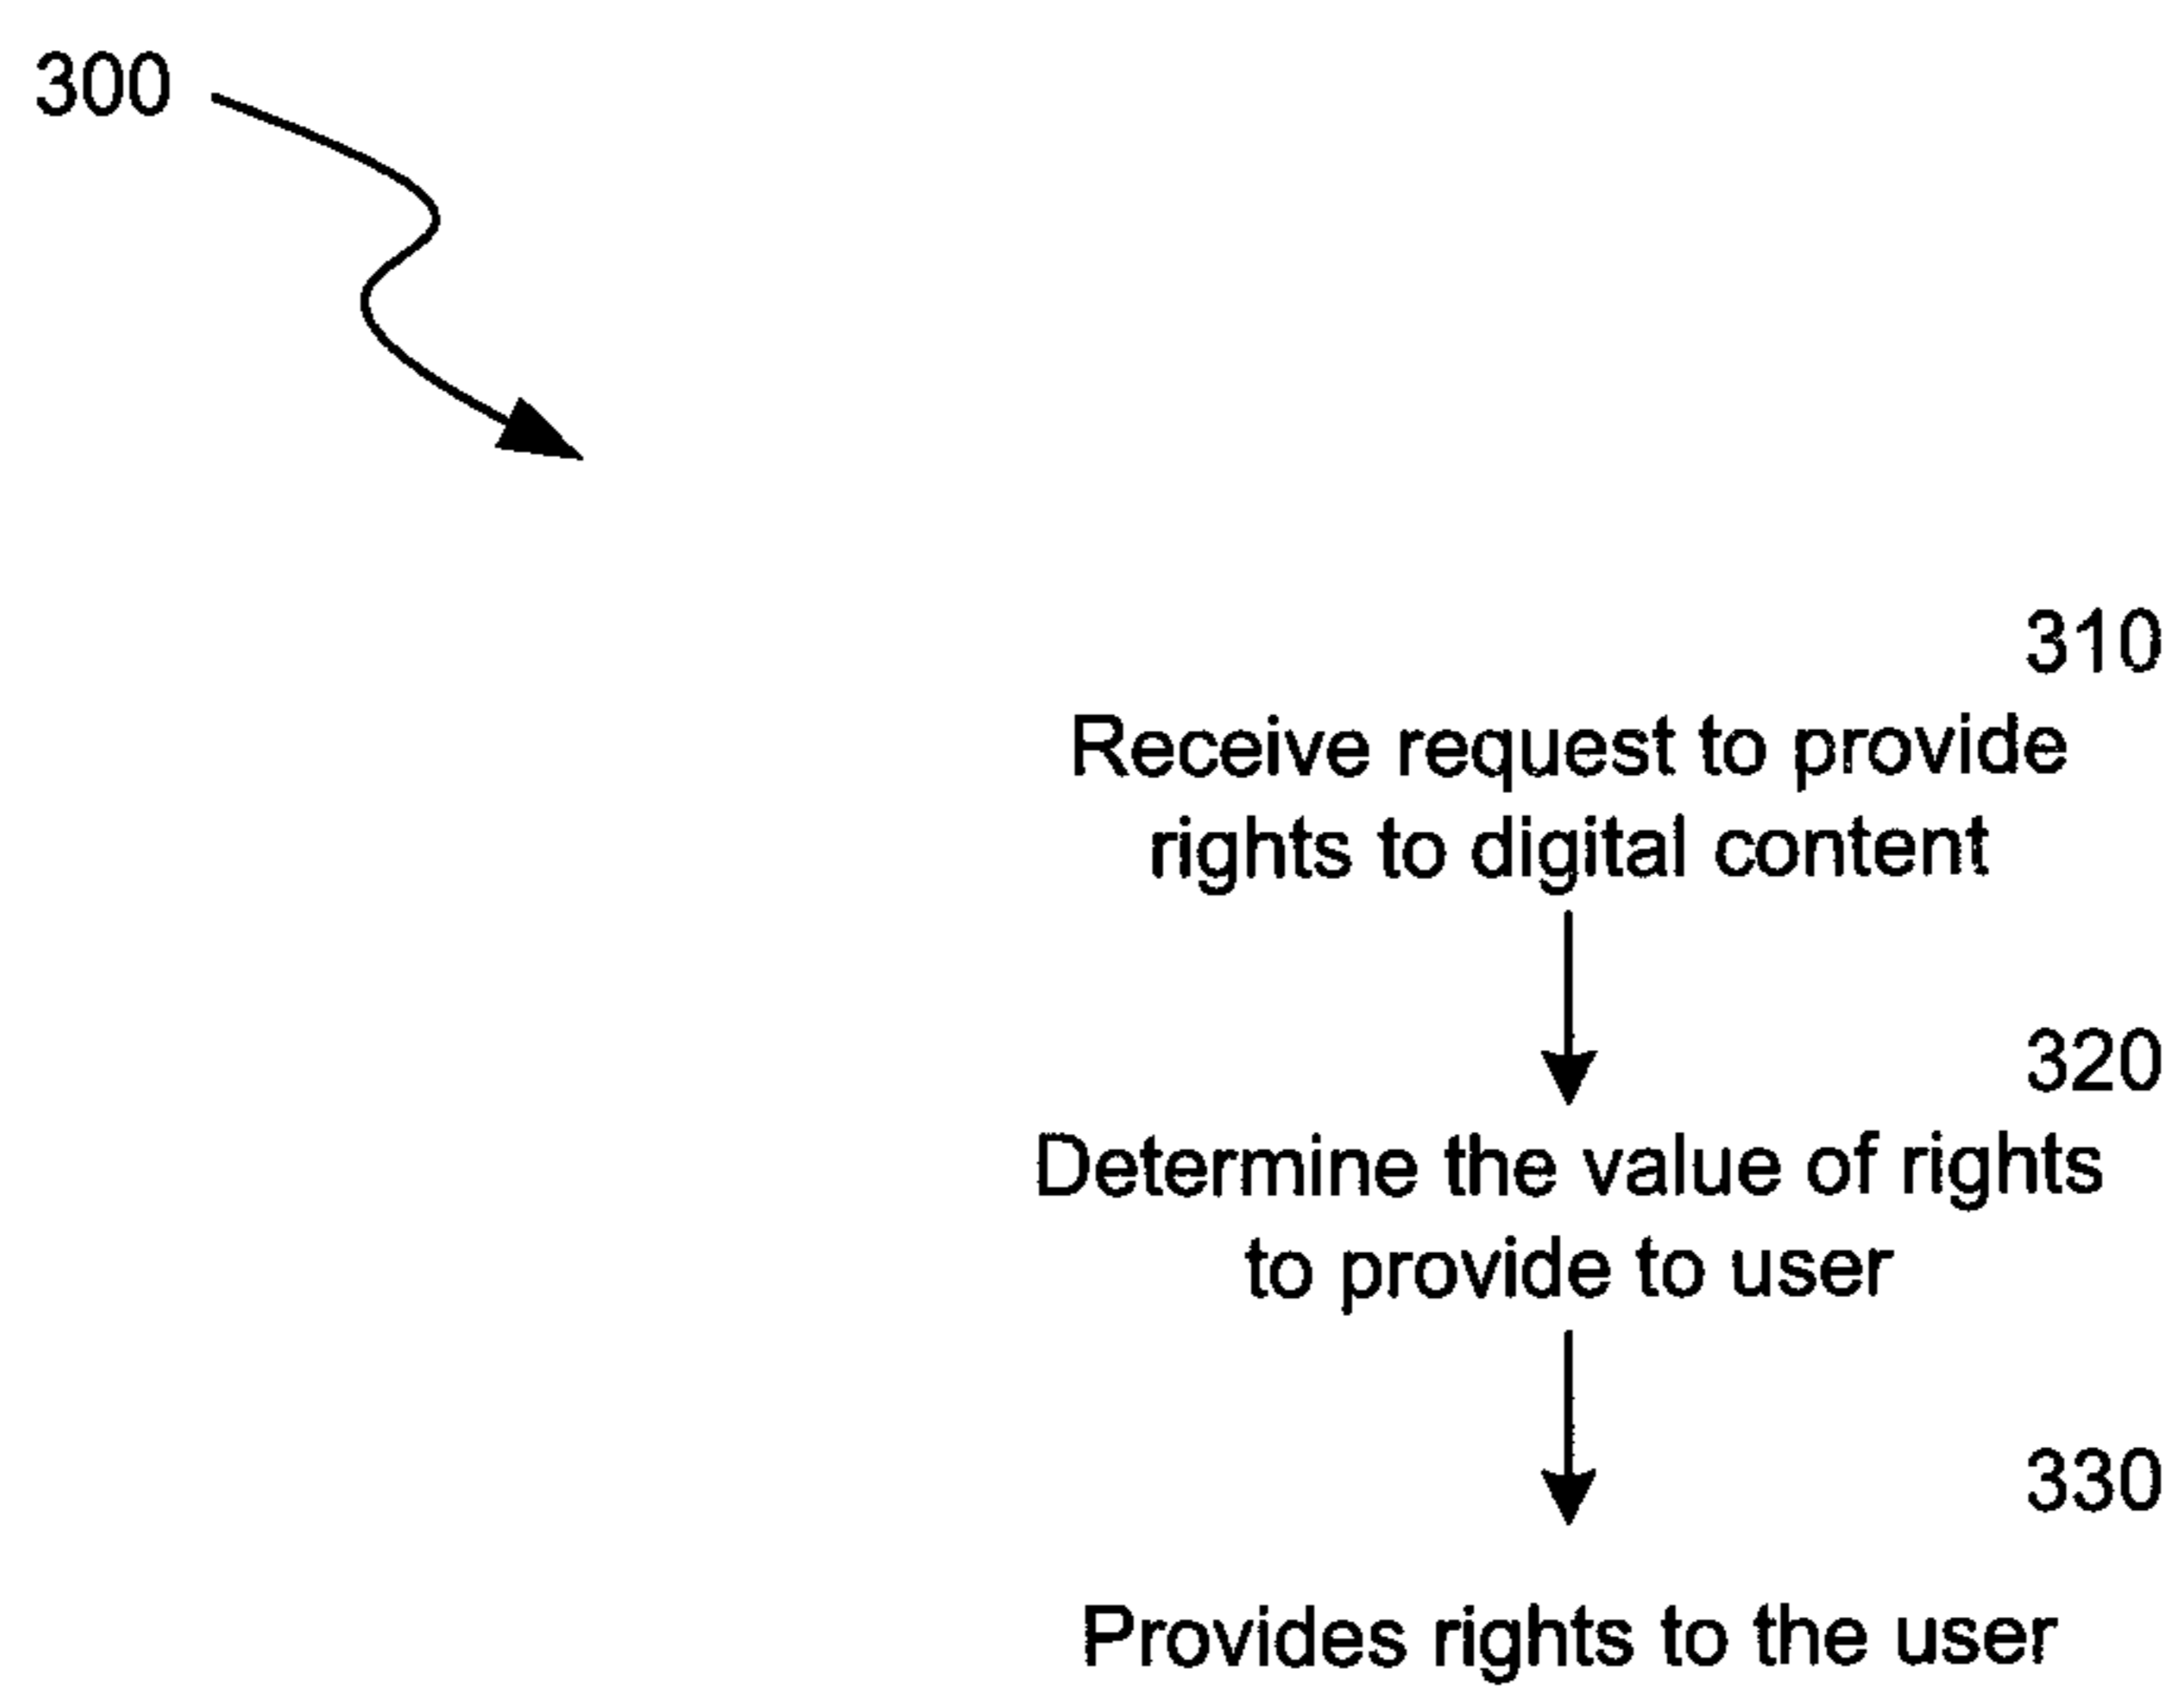 300
310
Receive request to provide
rights to digital content
320
Determine the value of rights
to provide to user
330
Provides rights to the user